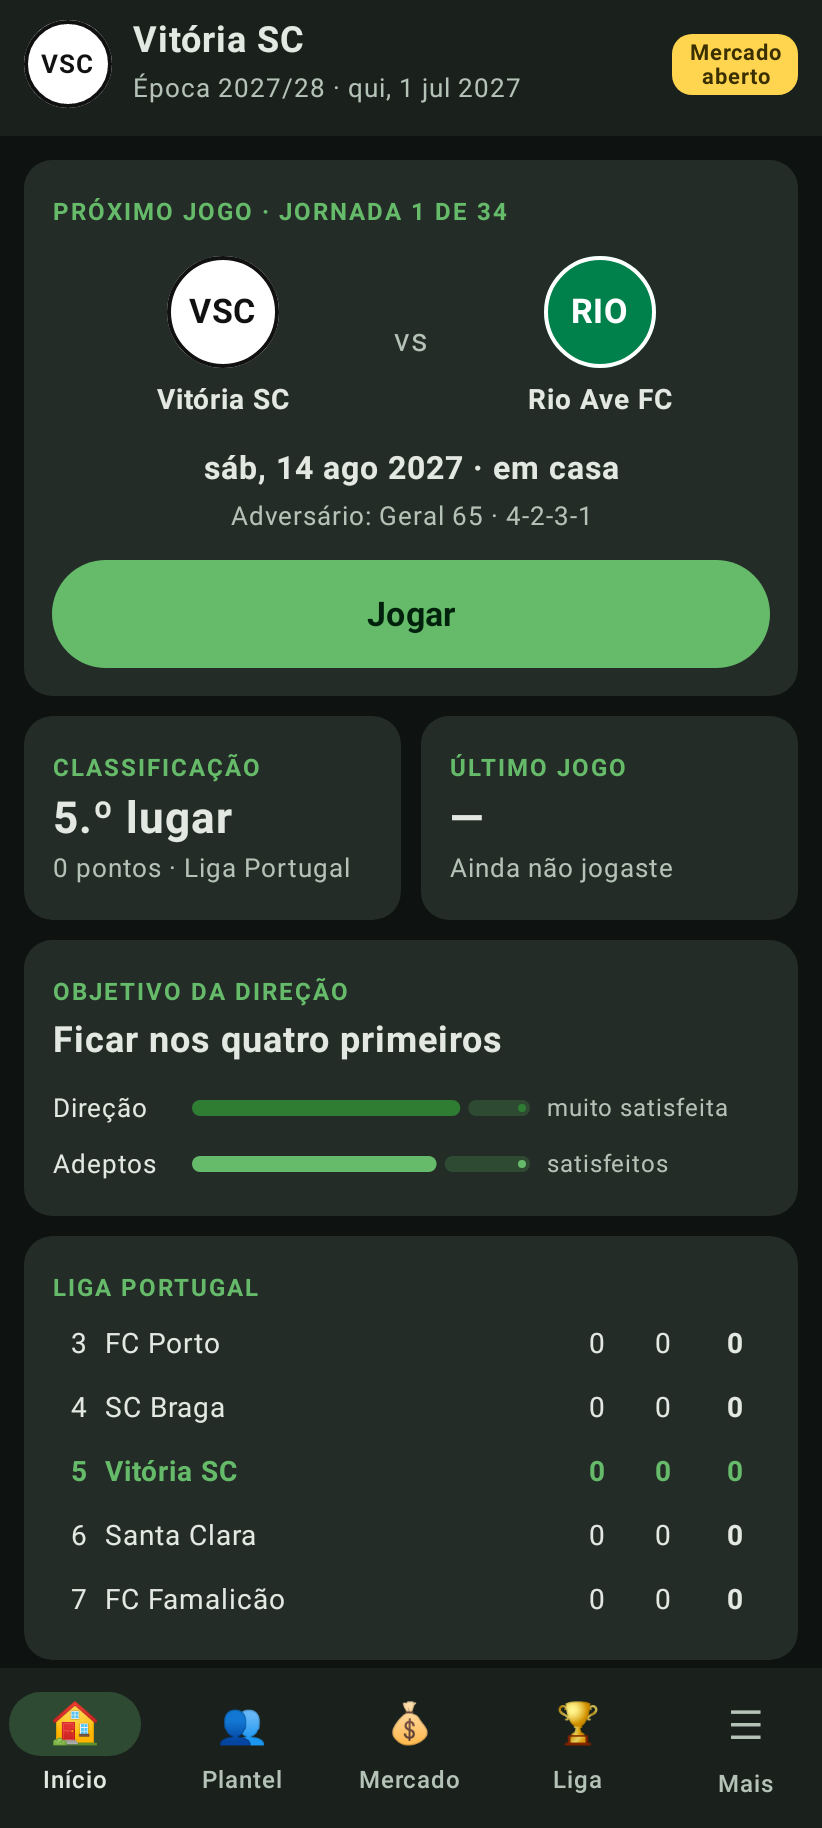 VSC
Vitória SC
Época 2027/28 · qui, 1 jul 2027
Mercado
aberto
PRÓXIMO JOGO · JORNADA 1 DE 34
VSC
vs
RIO
Vitória SC
Rio Ave FC
sáb, 14 ago 2027 · em casa
Adversário: Geral 65 · 4-2-3-1
Jogar
CLASSIFICAÇÃO
5.º lugar
0 pontos · Liga Portugal
ÚLTIMO JOGO
—
Ainda não jogaste
OBJETIVO DA DIREÇÃO
Ficar nos quatro primeiros
Direção muito satisfeita
Adeptos satisfeitos
LIGA PORTUGAL
3 FC Porto 0 0 0
4 SC Braga 0 0 0
5 Vitória SC 0 0 0
6 Santa Clara 0 0 0
7 FC Famalicão 0 0 0
Início
Plantel
Mercado
Liga
Mais